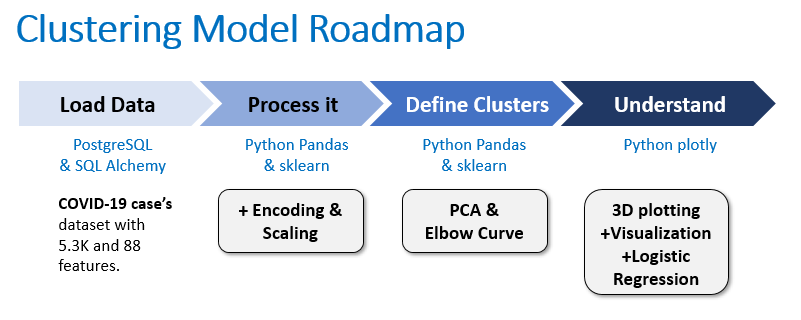 Clustering Model Roadmap
Load Data
Process it
Define Clusters
Understand
PostgreSQL
& SQL Alchemy
Python Pandas
& sklearn
Python Pandas
& sklearn
Python plotly
COVID-19 case's
dataset with
5.3K and 88
features.
+ Encoding &
Scaling
PCA &
Elbow Curve
3D plotting
+Visualization
+Logistic
Regression